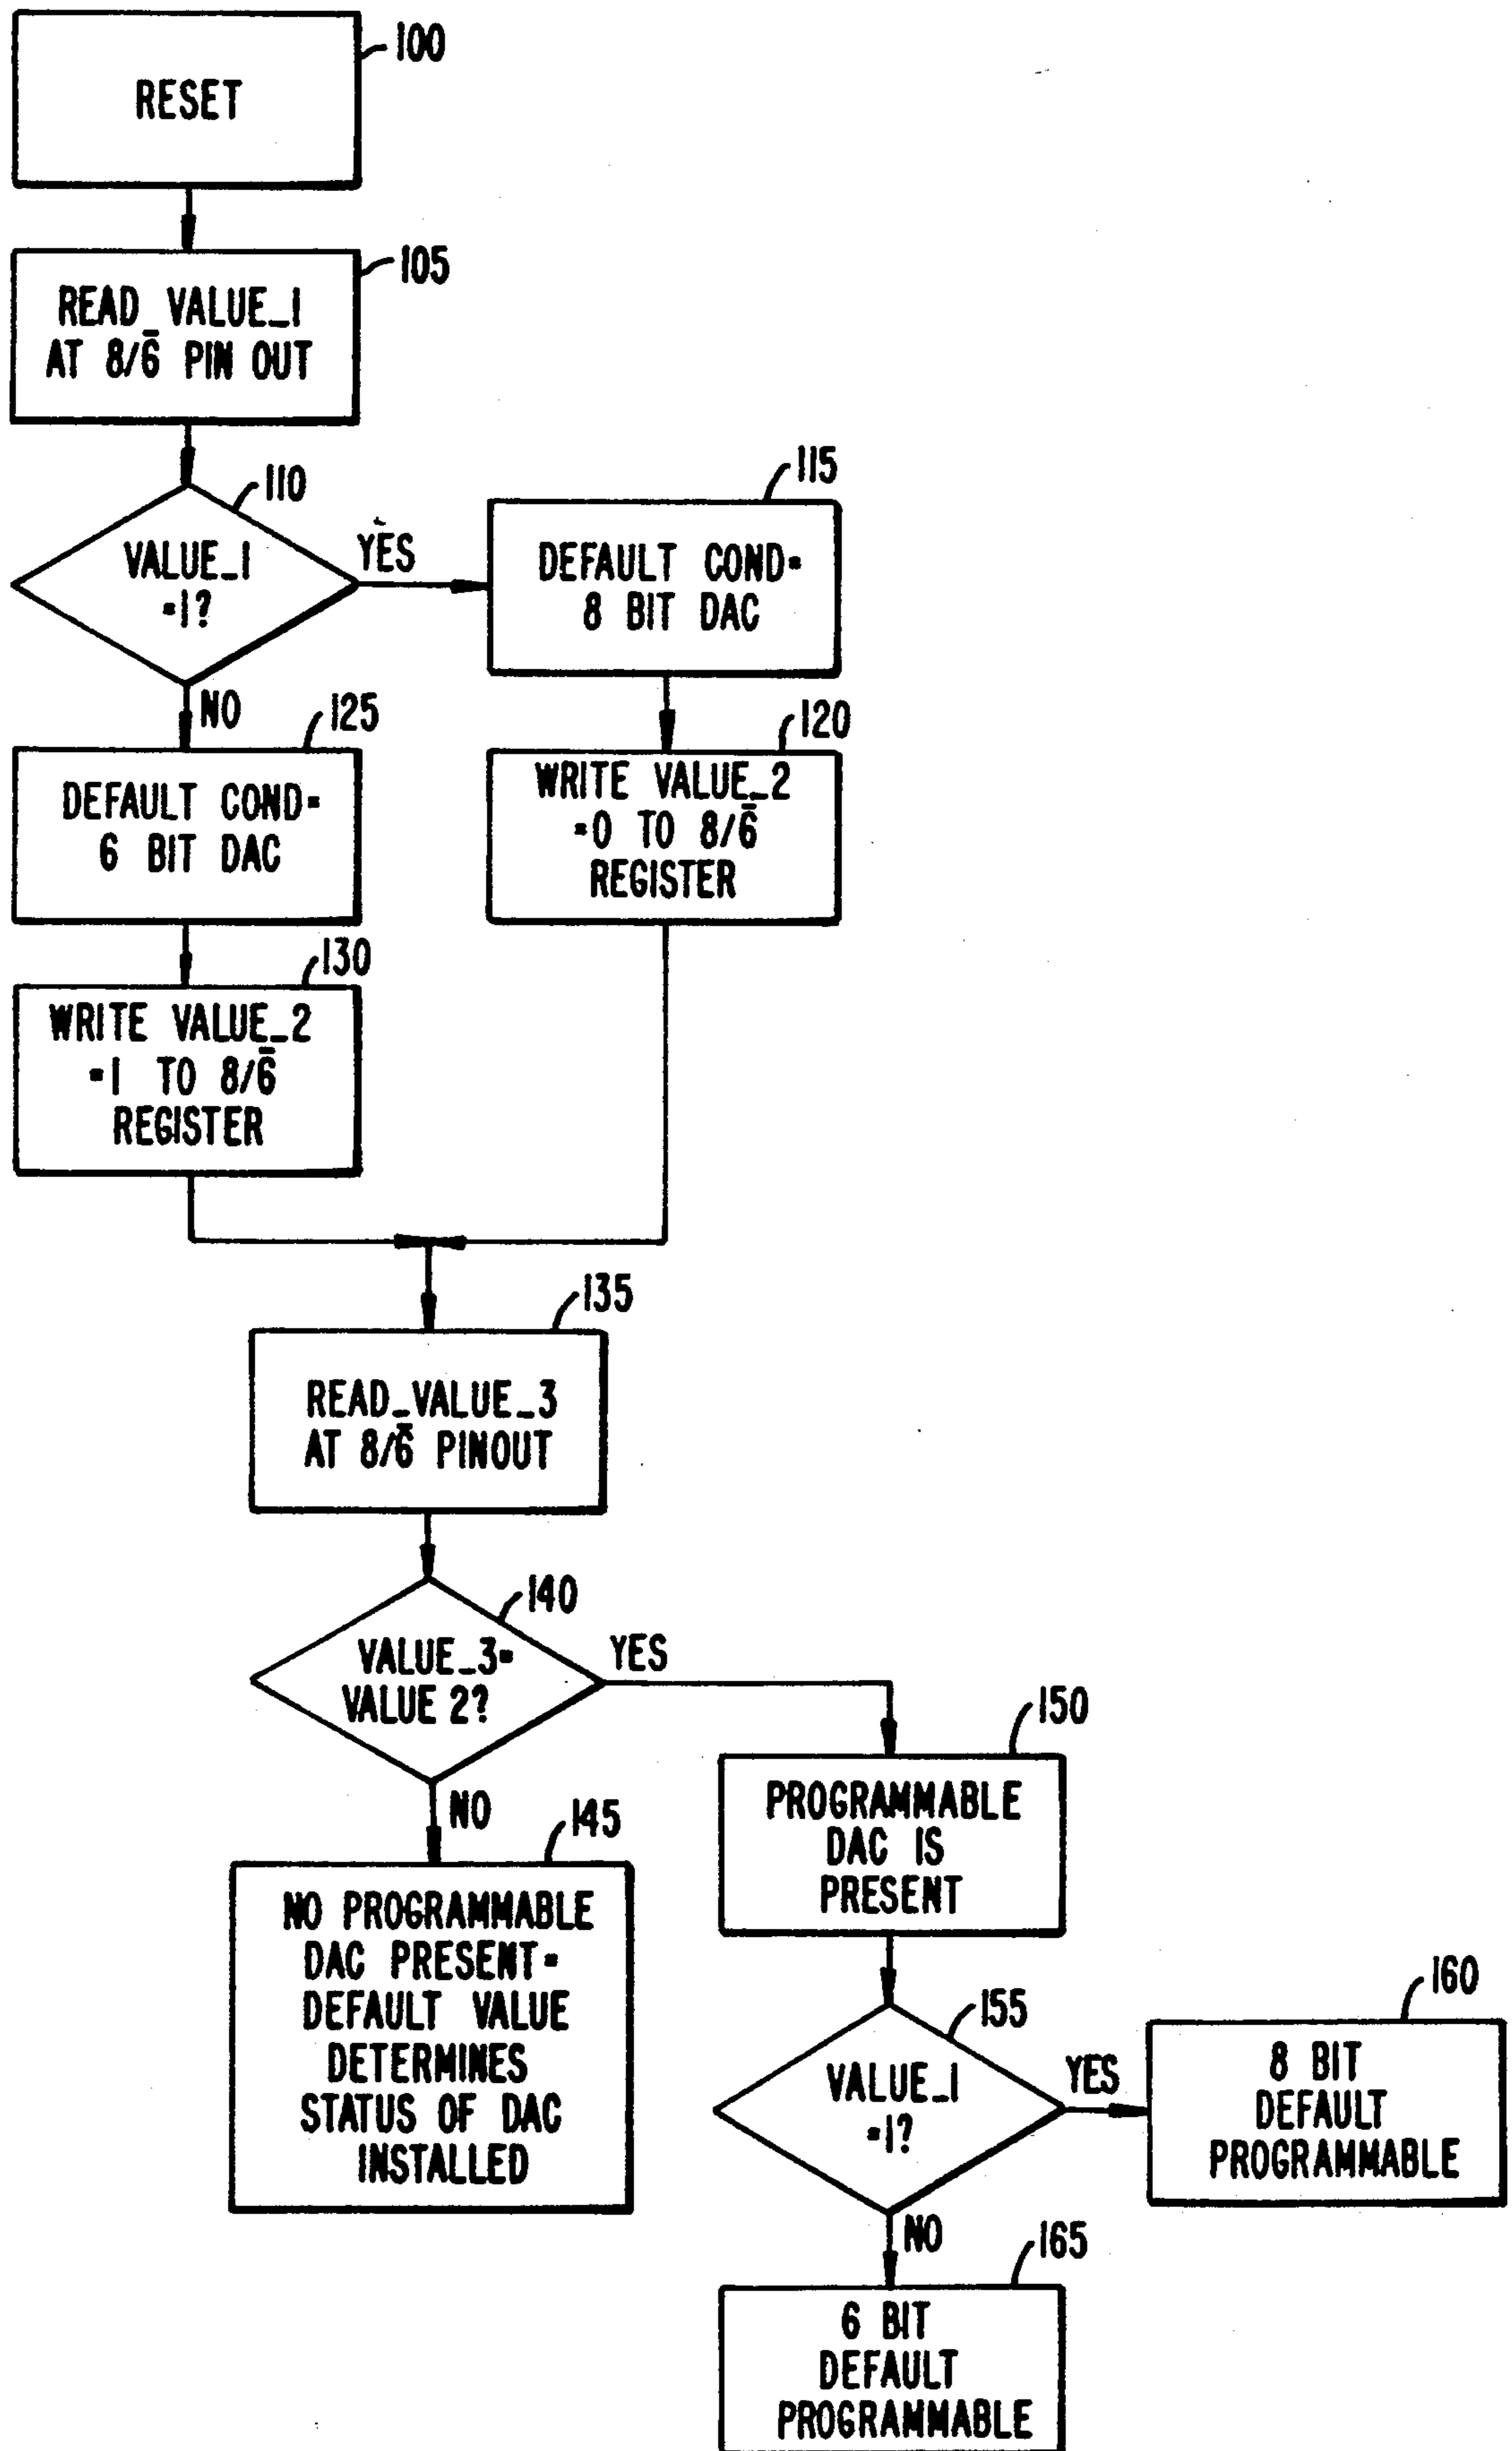 100
RESET
105
READ VALUE_1
AT 8/6̅ PIN OUT
110
VALUE_1
=1?
YES
115
DEFAULT COND=
8 BIT DAC
NO
125
DEFAULT COND=
6 BIT DAC
120
WRITE VALUE_2
=0 TO 8/6̅
REGISTER
130
WRITE VALUE_2
=1 TO 8/6̅
REGISTER
135
READ_VALUE_3
AT 8/6̅ PINOUT
140
VALUE_3=
VALUE 2?
YES
NO
145
NO PROGRAMMABLE
DAC PRESENT=
DEFAULT VALUE
DETERMINES
STATUS OF DAC
INSTALLED
150
PROGRAMMABLE
DAC IS
PRESENT
155
VALUE_1
=1?
YES
160
8 BIT
DEFAULT
PROGRAMMABLE
NO
165
6 BIT
DEFAULT
PROGRAMMABLE